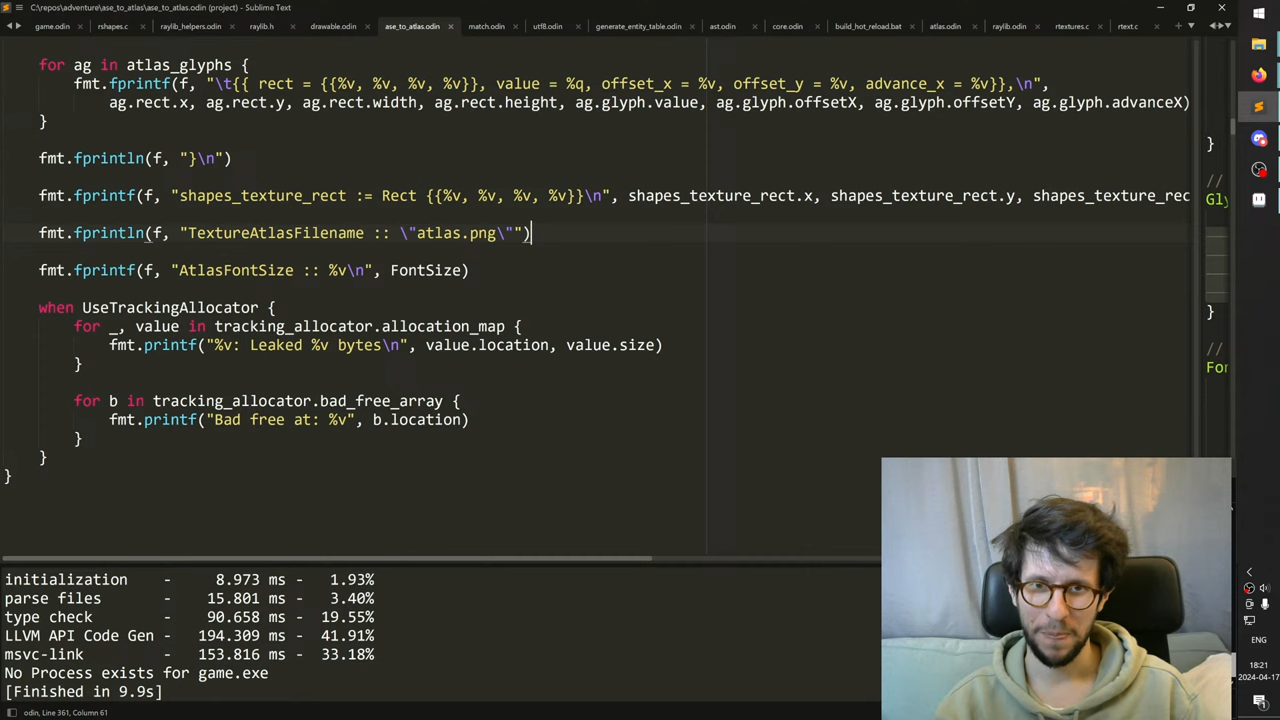 C:\repos\adventure\ase_to_atlas\ase_to_atlas.odin (project) - Sublime Text
game.odin rshapes.c raylib_helpers.odin raylib.h drawable.odin ase_to_atlas.odin match.odin utf8.odin generate_entity_table.odin ast.odin core.odin build_hot_reload.bat atlas.odin raylib.odin rtextures.c rtext.c
for ag in atlas_glyphs {
fmt.fprintf(f, "\t{{ rect = {{%v, %v, %v, %v}}, value = %q, offset_x = %v, offset_y = %v, advance_x = %v}},\n",
ag.rect.x, ag.rect.y, ag.rect.width, ag.rect.height, ag.glyph.value, ag.glyph.offsetX, ag.glyph.offsetY, ag.glyph.advanceX)
}
}
fmt.fprintln(f, "}\n")
//
fmt.fprintf(f, "shapes_texture_rect := Rect {{%v, %v, %v, %v}}\n", shapes_texture_rect.x, shapes_texture_rect.y, shapes_texture_rec
fmt.fprintln(f, "TextureAtlasFilename :: \"atlas.png\"")
fmt.fprintf(f, "AtlasFontSize :: %v\n", FontSize)
when UseTrackingAllocator {
}
for _, value in tracking_allocator.allocation_map {
fmt.printf("%v: Leaked %v bytes\n", value.location, value.size)
//
}
for b in tracking_allocator.bad_free_array {
fmt.printf("Bad free at: %v", b.location)
}
}
}
initialization - 8.973 ms - 1.93%
parse files - 15.801 ms - 3.40%
type check - 90.658 ms - 19.55%
LLVM API Code Gen - 194.309 ms - 41.91%
msvc-link - 153.816 ms - 33.18%
No Process exists for game.exe
[Finished in 9.9s]
odin, Line 361, Column 61
ENG
18:21
2024-04-17